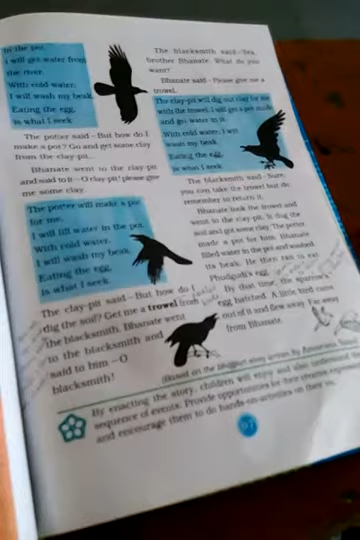 in the pot.
I will get water from
the river.
With cold water,
I will wash my beak
Eating the egg,
is what I seek
The potter said – But how do I
make a pot? Go and get some clay
from the clay-pit...
Bhanate went to the clay-pit
and said to it – O clay pit! please give
me some clay.
The potter will make a pot
for me.
I will fill water in the pot.
With cold water,
I will wash my beak,
Eating the egg,
is what I seek.
The clay-pit said – But how do I
dig the soil? Get me a trowel from
the blacksmith. Bhanate went
to the blacksmith and
said to him – O
blacksmith!
The blacksmith said – Yes,
brother Bhanate. What do you
want?
Bhanate said – Please give me a
trowel.
The clay-pit will dig out clay for me
with the trowel. I will get a pot made
and get water in it.
With cold water, I will
wash my beak
Eating the egg,
is what I seek
The blacksmith said – Sure,
you can take the trowel but do
remember to return it.
Bhanate took the trowel and
went to the clay-pit. It dug the
soil and got some clay. The potter
made a pot for him. Bhanate
filled water in the pot and washed
its beak. He then ran to eat
Phudgudi's egg.
By that time, the sparrow's
egg hatched. A little bird came
out of it and flew away. Far away
from Bhanate.
(Based on the story written by
By enacting the story, children will enjoy and also understand the
sequence of events. Provide opportunities for their creative expression
and encourage them to do hands-on-activities on their own.
97